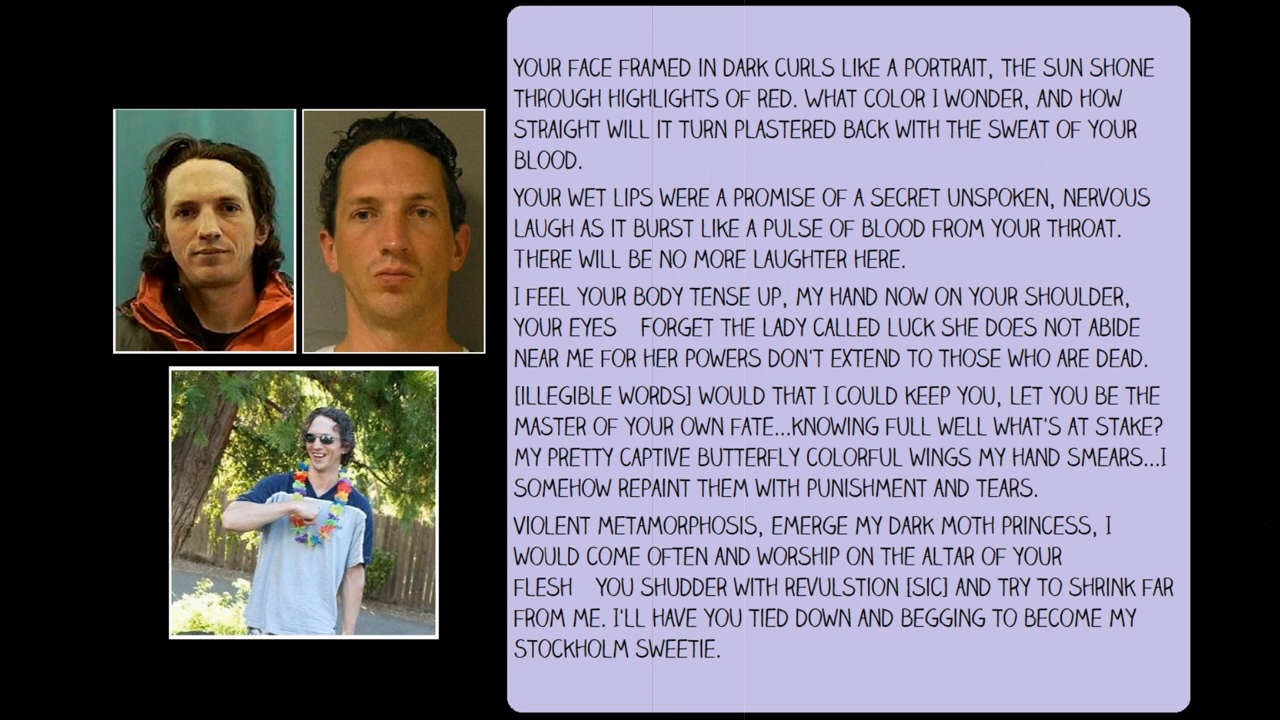 YOUR FACE FRAMED IN DARK CURLS LIKE A PORTRAIT, THE SUN SHONE
THROUGH HIGHLIGHTS OF RED. WHAT COLOR I WONDER, AND HOW
STRAIGHT WILL IT TURN PLASTERED BACK WITH THE SWEAT OF YOUR
BLOOD.
YOUR WET LIPS WERE A PROMISE OF A SECRET UNSPOKEN, NERVOUS
LAUGH AS IT BURST LIKE A PULSE OF BLOOD FROM YOUR THROAT.
THERE WILL BE NO MORE LAUGHTER HERE.
I FEEL YOUR BODY TENSE UP, MY HAND NOW ON YOUR SHOULDER,
YOUR EYES FORGET THE LADY CALLED LUCK SHE DOES NOT ABIDE
NEAR ME FOR HER POWERS DON'T EXTEND TO THOSE WHO ARE DEAD.
[ILLEGIBLE WORDS] WOULD THAT I COULD KEEP YOU, LET YOU BE THE
MASTER OF YOUR OWN FATE...KNOWING FULL WELL WHAT'S AT STAKE?
MY PRETTY CAPTIVE BUTTERFLY COLORFUL WINGS MY HAND SMEARS...I
SOMEHOW REPAINT THEM WITH PUNISHMENT AND TEARS.
VIOLENT METAMORPHOSIS, EMERGE MY DARK MOTH PRINCESS, I
WOULD COME OFTEN AND WORSHIP ON THE ALTAR OF YOUR
FLESH YOU SHUDDER WITH REVULSTION [SIC] AND TRY TO SHRINK FAR
FROM ME. I'LL HAVE YOU TIED DOWN AND BEGGING TO BECOME MY
STOCKHOLM SWEETIE.